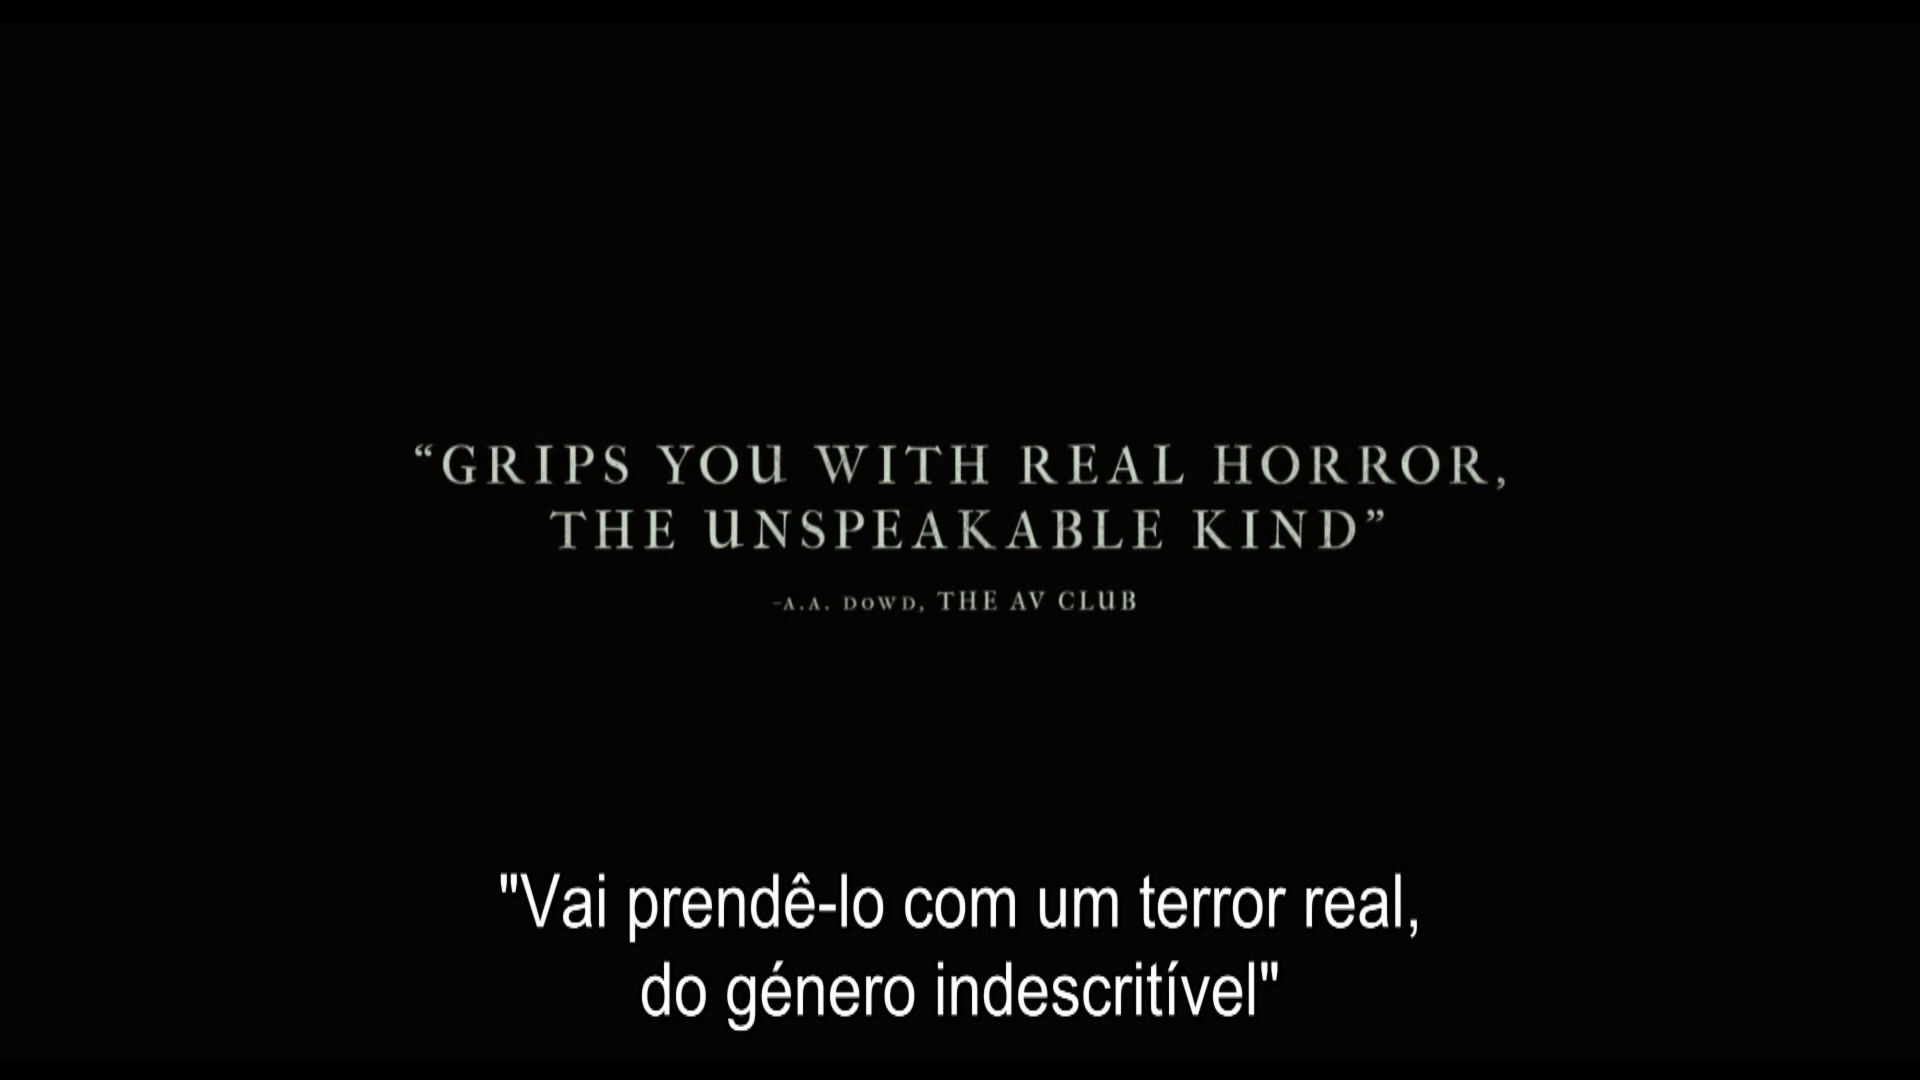 “GRIPS YOU WITH REAL HORROR,
THE UNSPEAKABLE KIND”
-A.A. DOWD, THE AV CLUB
"Vai prendê-lo com um terror real,
do género indescritível"